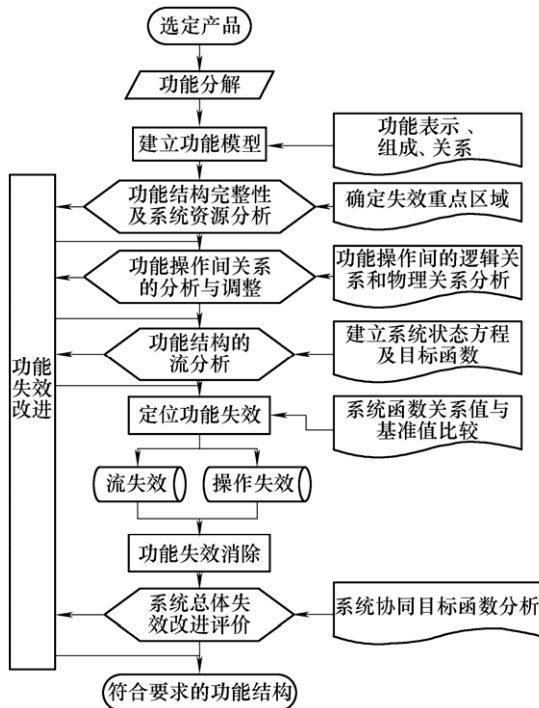 选定产品
功能分解
建立功能模型
功能表示、
组成、关系
功能结构完整性
及系统资源分析
确定失效重点区域
功能操作间关系
的分析与调整
功能操作间的逻辑关
系和物理关系分析
功能结构的
流分析
建立系统状态方程
及目标函数
功能
失效
改进
定位功能失效
系统函数关系值与
基准值比较
流失效
操作失效
功能失效消除
系统总体失
效改进评价
系统协同目标函数分析
符合要求的功能结构